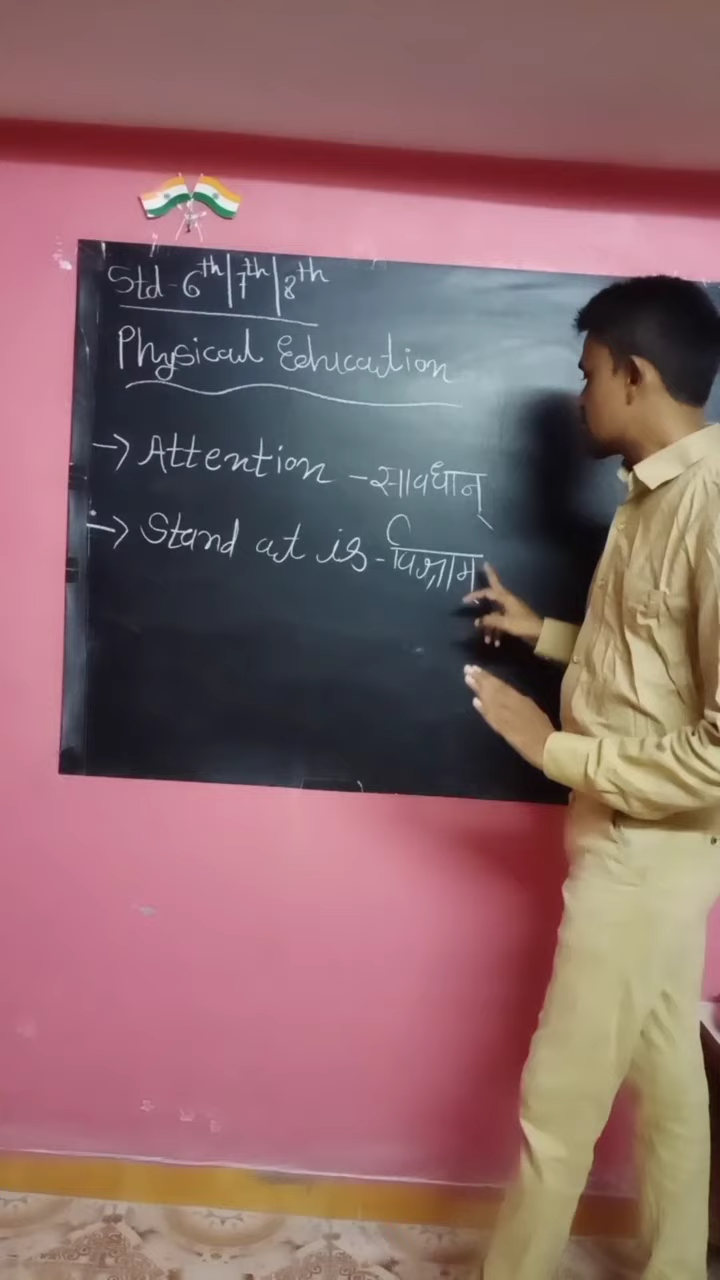 Std-6th|7th|8th
Physical Education
→ Attention - सावधान्
→ Stand at is - विश्राम